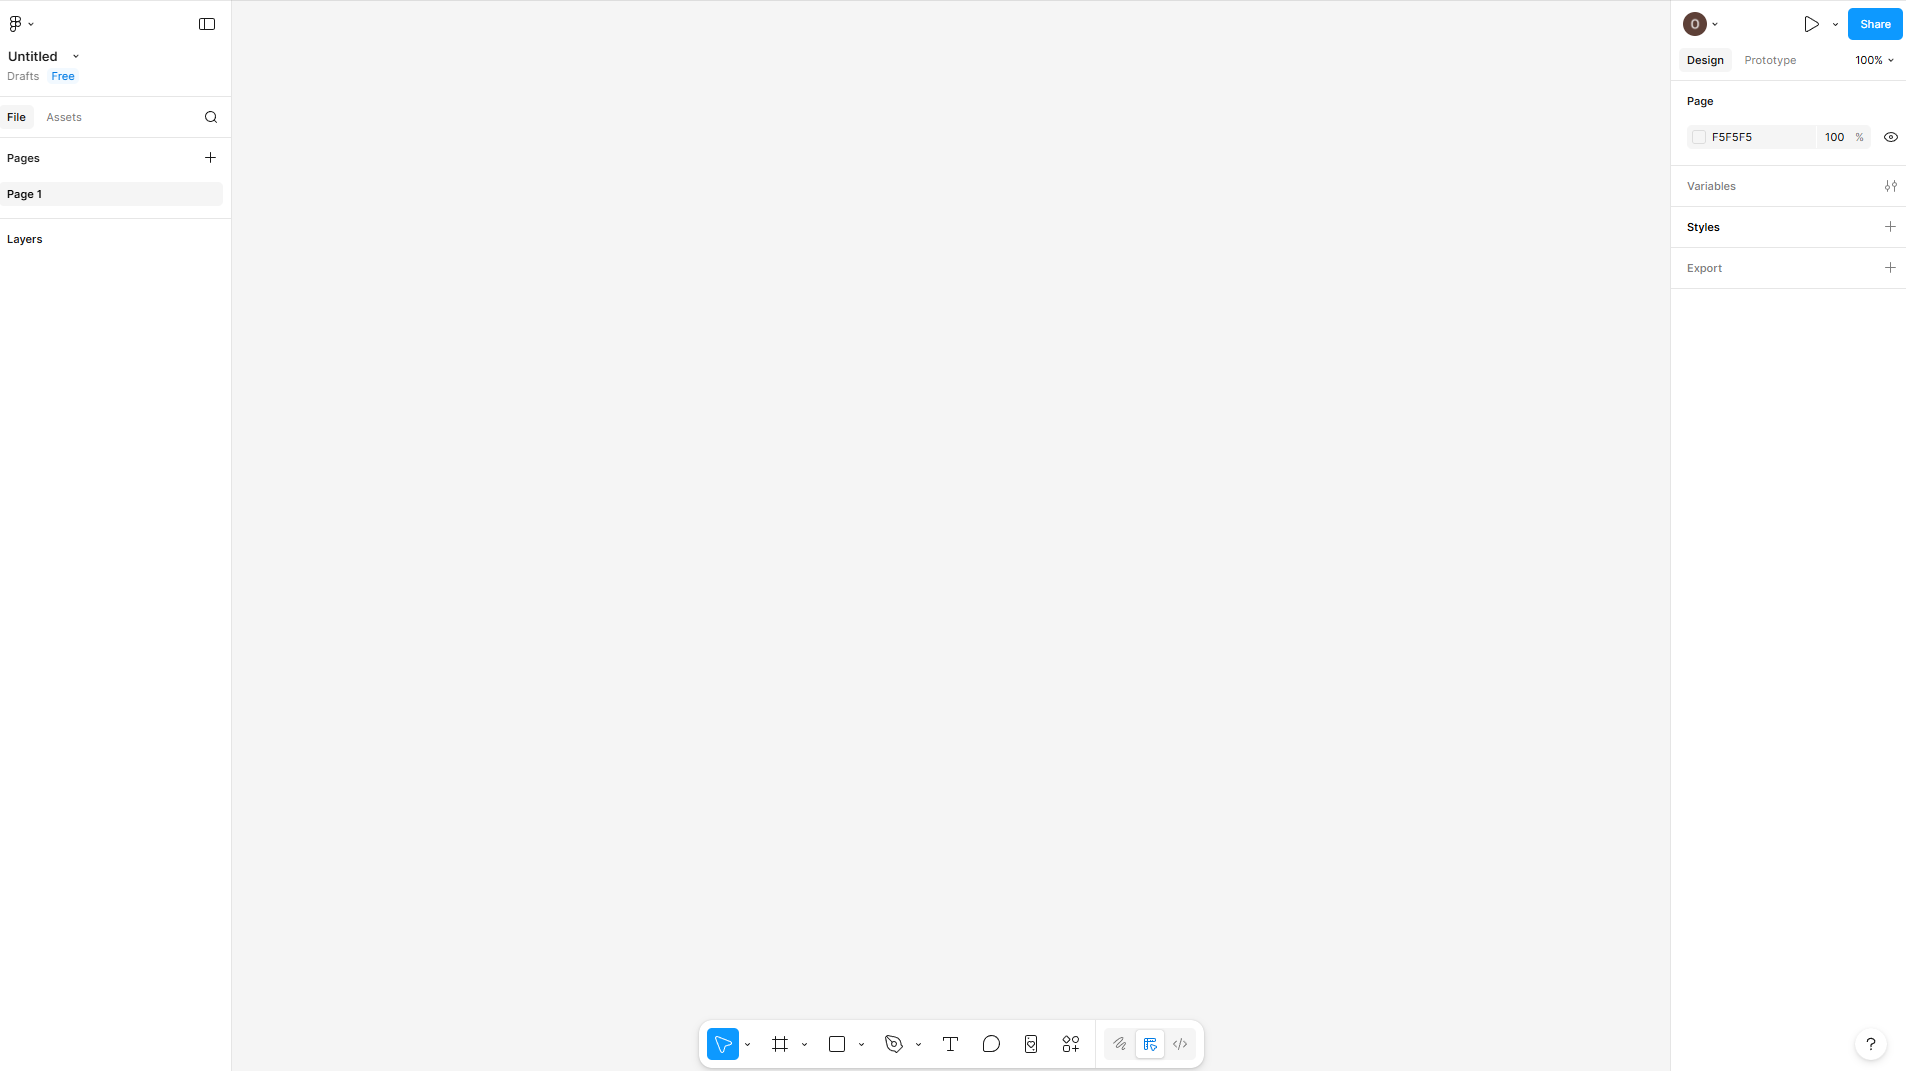 Untitled
Drafts Free
File Assets
Pages
Page 1
Layers
O
Share
Design Prototype 100%
Page
F5F5F5 100 %
Variables
Styles
Export
?